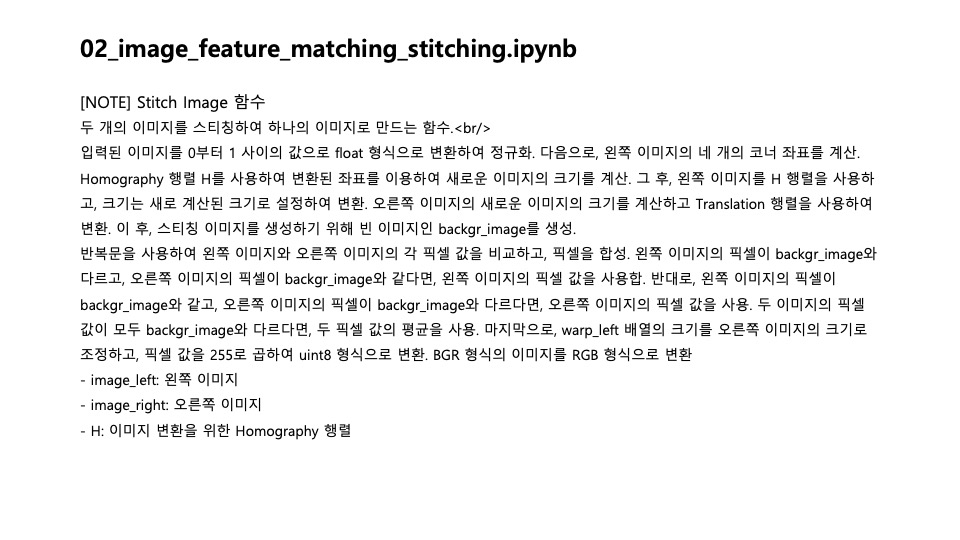 02_image_feature_matching_stitching.ipynb
[NOTE] Stitch Image 함수
두 개의 이미지를 스티칭하여 하나의 이미지로 만드는 함수.<br/>
입력된 이미지를 0부터 1 사이의 값으로 float 형식으로 변환하여 정규화. 다음으로, 왼쪽 이미지의 네 개의 코너 좌표를 계산.
Homography 행렬 H를 사용하여 변환된 좌표를 이용하여 새로운 이미지의 크기를 계산. 그 후, 왼쪽 이미지를 H 행렬을 사용하
고, 크기는 새로 계산된 크기로 설정하여 변환. 오른쪽 이미지의 새로운 이미지의 크기를 계산하고 Translation 행렬을 사용하여
변환. 이 후, 스티칭 이미지를 생성하기 위해 빈 이미지인 backgr_image를 생성.
반복문을 사용하여 왼쪽 이미지와 오른쪽 이미지의 각 픽셀 값을 비교하고, 픽셀을 합성. 왼쪽 이미지의 픽셀이 backgr_image와
다르고, 오른쪽 이미지의 픽셀이 backgr_image와 같다면, 왼쪽 이미지의 픽셀 값을 사용합. 반대로, 왼쪽 이미지의 픽셀이
backgr_image와 같고, 오른쪽 이미지의 픽셀이 backgr_image와 다르다면, 오른쪽 이미지의 픽셀 값을 사용. 두 이미지의 픽셀
값이 모두 backgr_image와 다르다면, 두 픽셀 값의 평균을 사용. 마지막으로, warp_left 배열의 크기를 오른쪽 이미지의 크기로
조정하고, 픽셀 값을 255로 곱하여 uint8 형식으로 변환. BGR 형식의 이미지를 RGB 형식으로 변환
- image_left: 왼쪽 이미지
- image_right: 오른쪽 이미지
- H: 이미지 변환을 위한 Homography 행렬